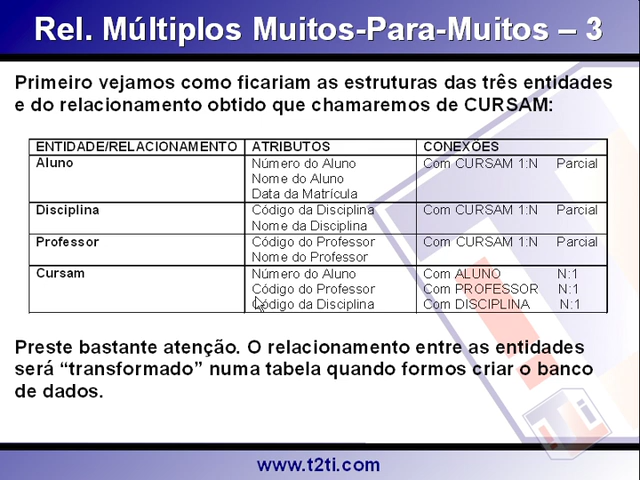 Rel. Múltiplos Muitos-Para-Muitos – 3
Primeiro vejamos como ficariam as estruturas das três entidades
e do relacionamento obtido que chamaremos de CURSAM:
ENTIDADE/RELACIONAMENTO ATRIBUTOS CONEXÕES
Aluno Número do Aluno Com CURSAM 1:N Parcial
Nome do Aluno
Data da Matrícula
Disciplina Código da Disciplina Com CURSAM 1:N Parcial
Nome da Disciplina
Professor Código do Professor Com CURSAM 1:N Parcial
Nome do Professor
Cursam Número do Aluno Com ALUNO N:1
Código do Professor Com PROFESSOR N:1
Código da Disciplina Com DISCIPLINA N:1
Preste bastante atenção. O relacionamento entre as entidades
será “transformado” numa tabela quando formos criar o banco
de dados.
www.t2ti.com